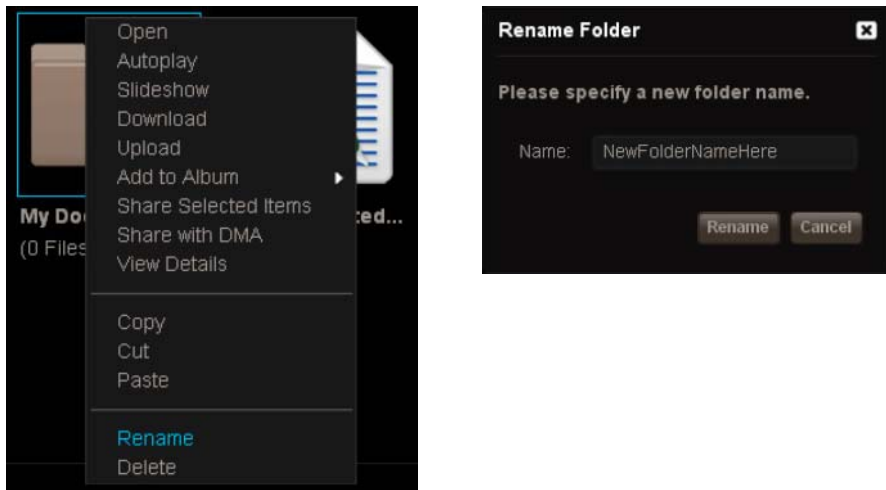 Open
Autoplay
Slideshow
Download
Upload
Add to Album
Share Selected Items
Share with DMA
View Details
Copy
Cut
Paste
Rename
Delete
My Do
(0 Files
ted...
Rename Folder
Please specify a new folder name.
Name: NewFolderNameHere
Rename Cancel